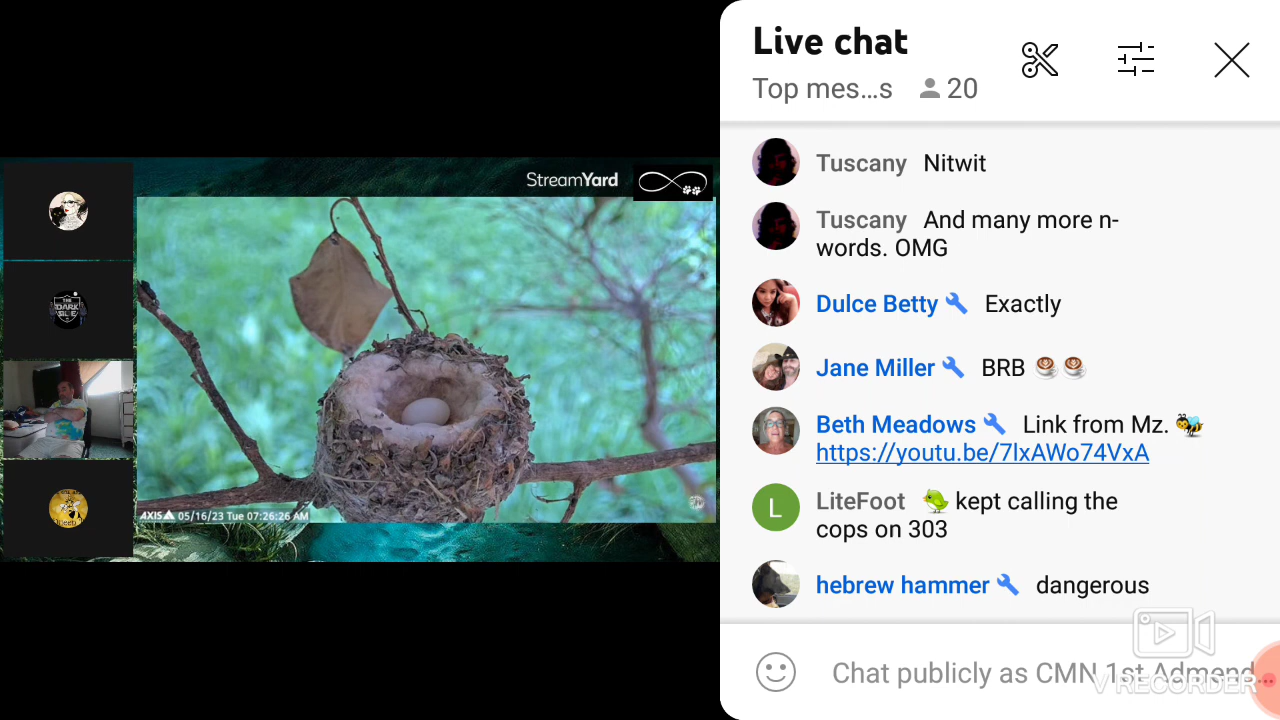 StreamYard
THE
DARK
AXIS 05/16/23 Tue 07:26:26 AM
Live chat
Top mes...s 20
Tuscany Nitwit
Tuscany And many more n-
words. OMG
Dulce Betty Exactly
Jane Miller BRB
Beth Meadows Link from Mz.
https://youtu.be/7lxAWo74VxA
LiteFoot kept calling the
L
cops on 303
hebrew hammer dangerous
Chat publicly as CMN 1st Admend...
V RECORDER